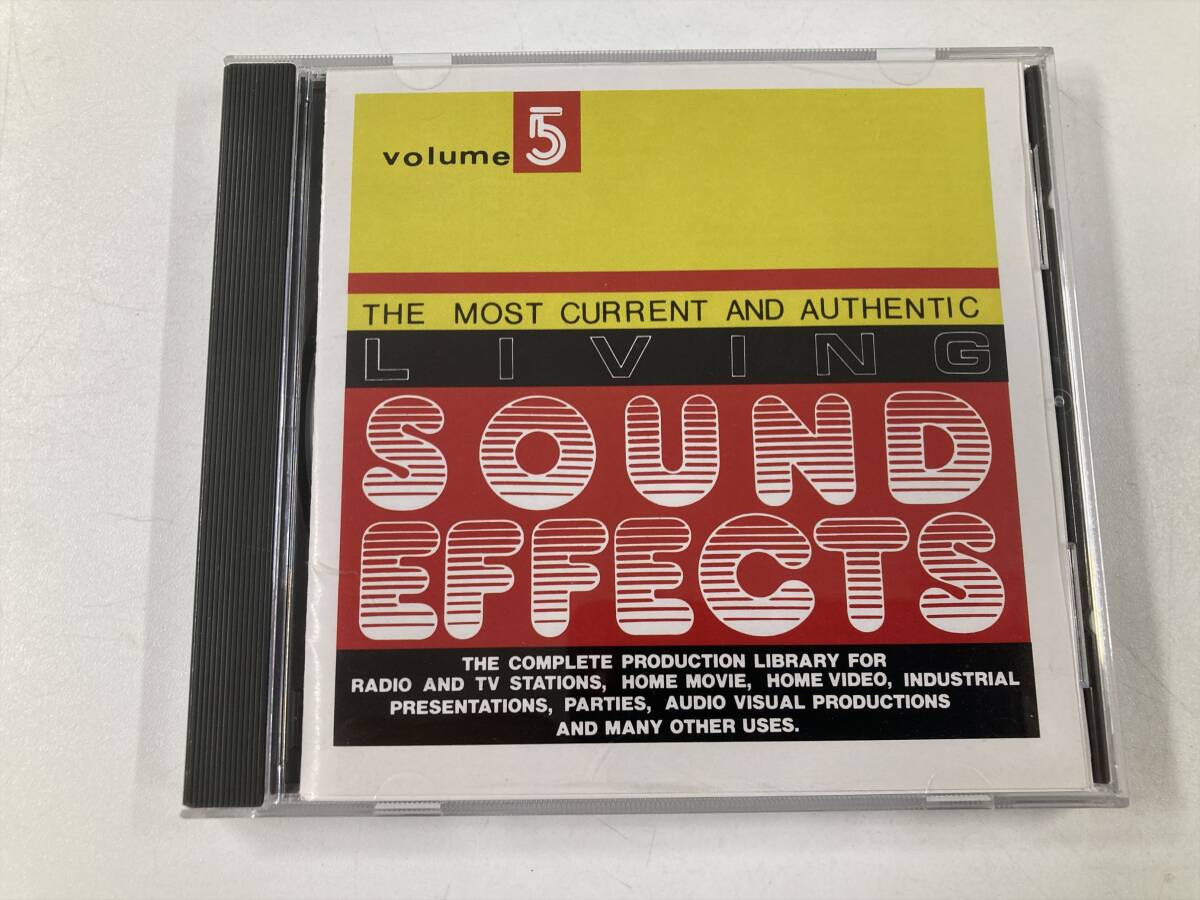 volume 5
THE MOST CURRENT AND AUTHENTIC
LIVING
SOUND
EFFECTS
THE COMPLETE PRODUCTION LIBRARY FOR
RADIO AND TV STATIONS, HOME MOVIE, HOME VIDEO, INDUSTRIAL
PRESENTATIONS, PARTIES, AUDIO VISUAL PRODUCTIONS
AND MANY OTHER USES.